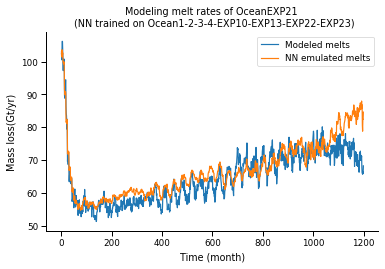 Modeling melt rates of OceanEXP21
(NN trained on Ocean1-2-3-4-EXP10-EXP13-EXP22-EXP23)
Modeled melts
NN emulated melts
Mass loss(Gt/yr)
100
90
80
70
60
50
0
200
400
600
800
1000
1200
Time (month)